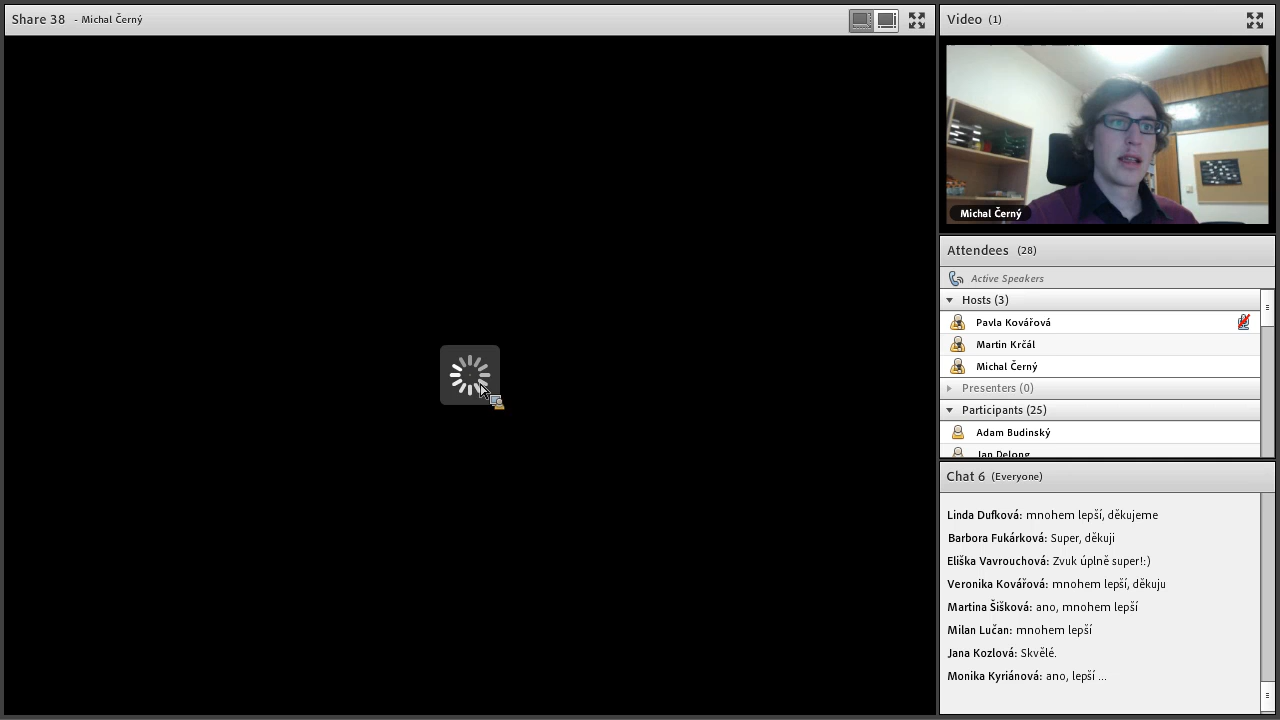 Share 38 - Michal Černý
Video (1)
Michal Černý
Attendees (28)
Active Speakers
Hosts (3)
Pavla Kovářová
Martin Krčál
Michal Černý
Presenters (0)
Participants (25)
Adam Budinský
Jan Delong
Chat 6 (Everyone)
Linda Dufková: mnohem lepší, děkujeme
Barbora Fukárková: Super, děkuji
Eliška Vavrouchová: Zvuk úplně super!:)
Veronika Kovářová: mnohem lepší, děkuju
Martina Šišková: ano, mnohem lepší
Milan Lučan: mnohem lepší
Jana Kozlová: Skvělé.
Monika Kyriánová: ano, lepší ...